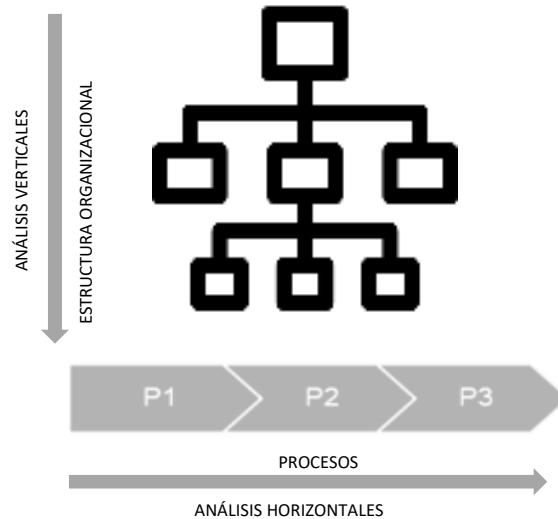 ANÁLISIS VERTICALES
ESTRUCTURA ORGANIZACIONAL
P1
P2
P3
PROCESOS
ANÁLISIS HORIZONTALES